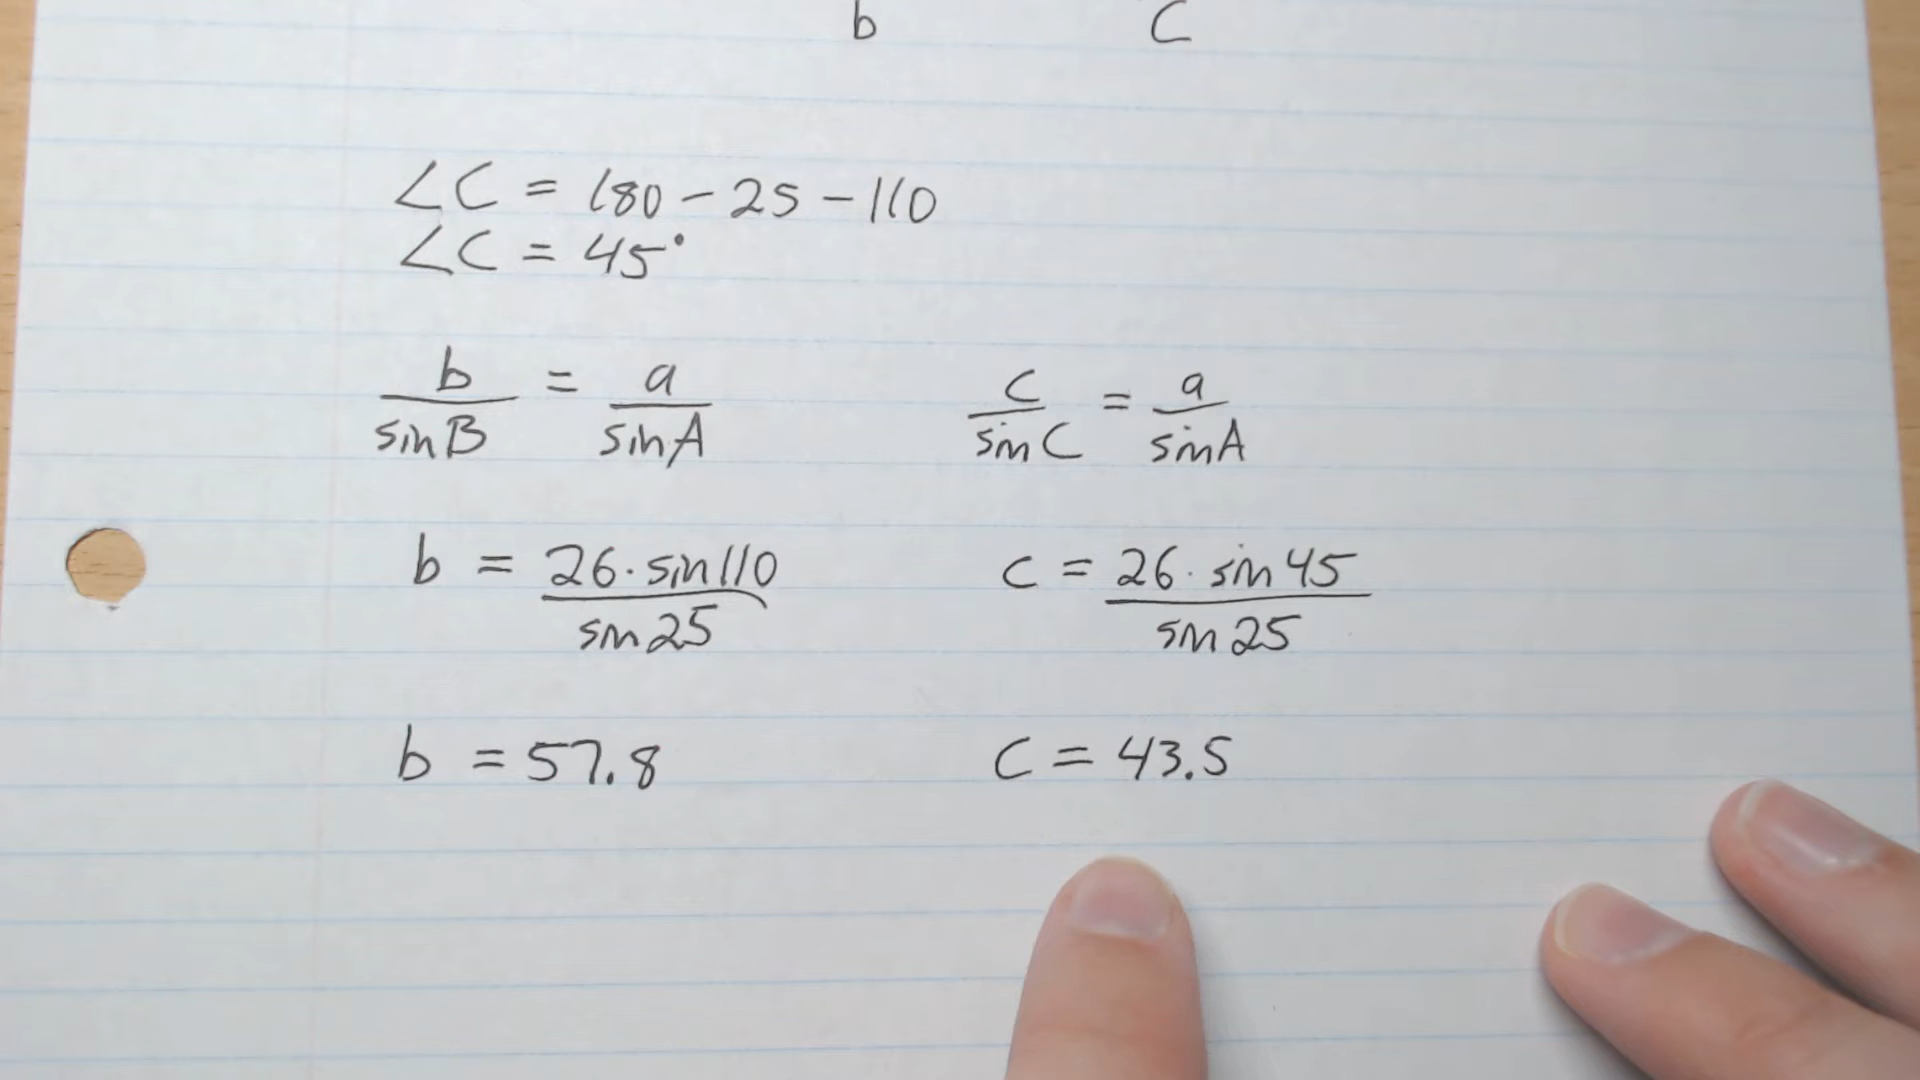 b C
∠C = 180 - 25 - 110
∠C = 45°
b/sinB = a/sinA c/sinC = a/sinA
b = 26·sin110/sin25 c = 26·sin45/sin25
b = 57.8 c = 43.5